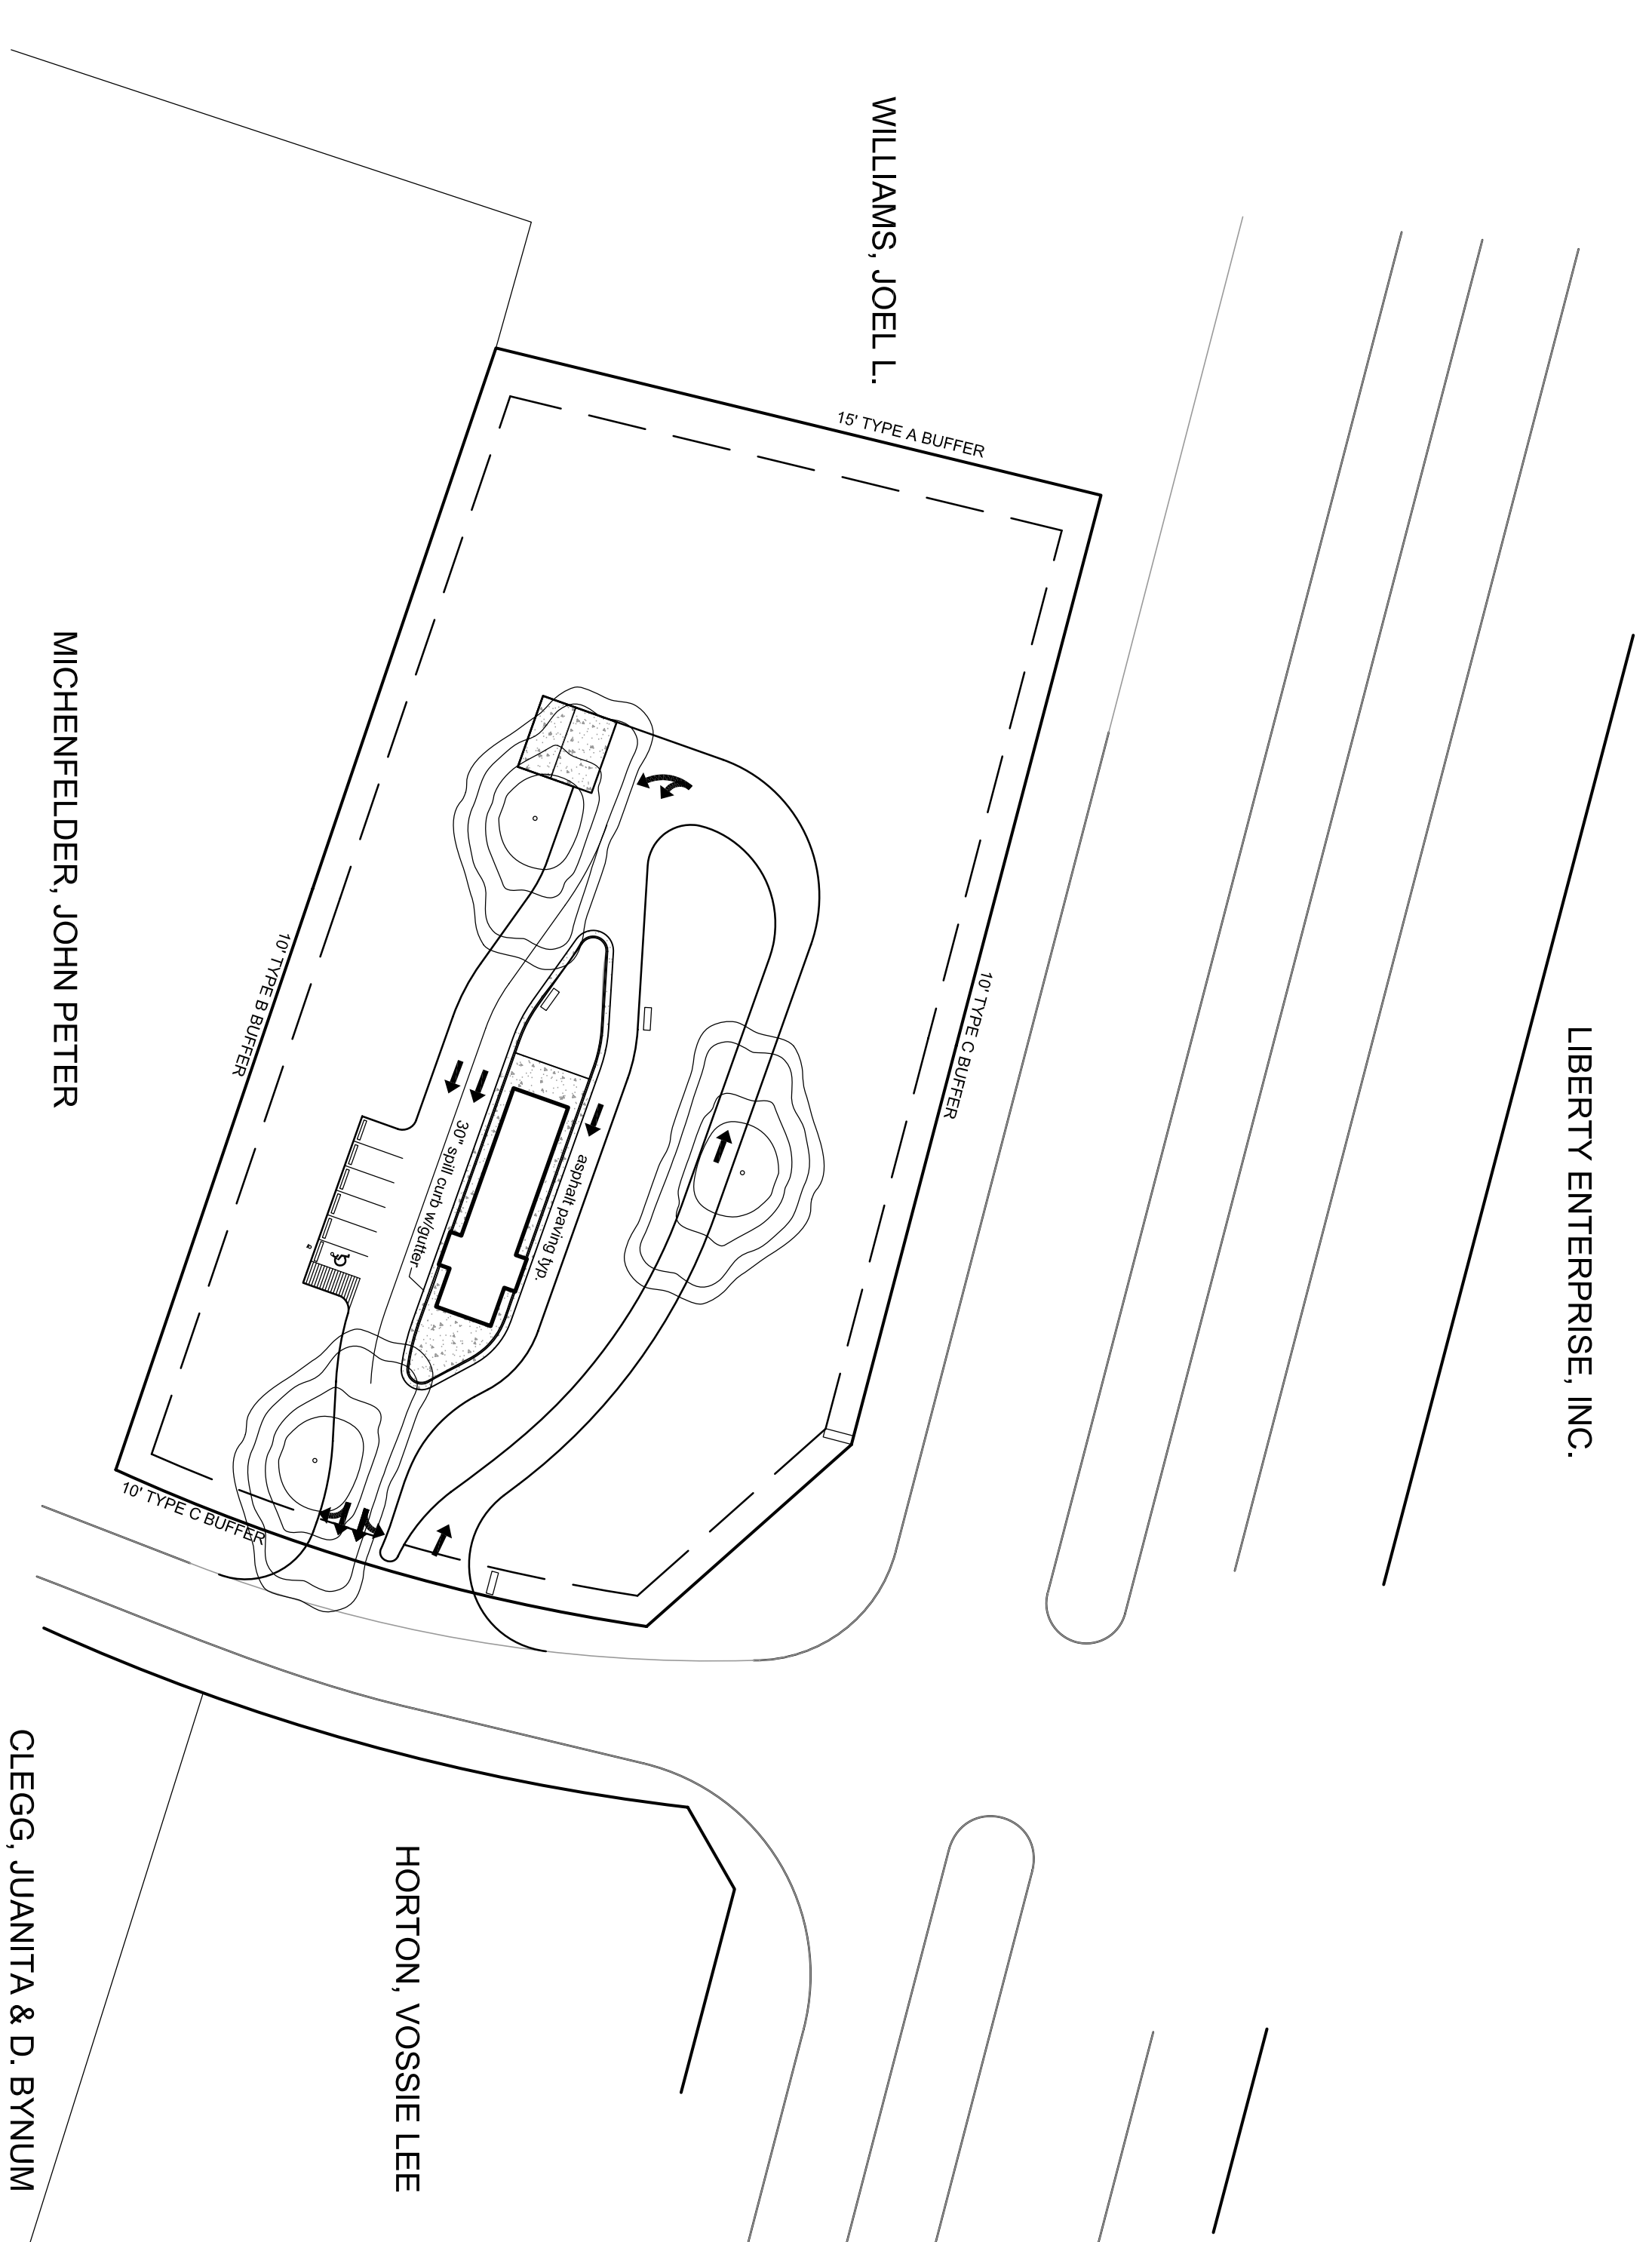 WILLIAMS, JOEL L.
15' TYPE A BUFFER
MICHENFELDER, JOHN PETER
10' TYPE B BUFFER
10' TYPE C BUFFER
LIBERTY ENTERPRISE, INC.
30" spill curb w/gutter
asphalt paving typ.
10' TYPE C BUFFER
CLEGG, JUANITA & D. BYNUM
HORTON, VOSSIE LEE